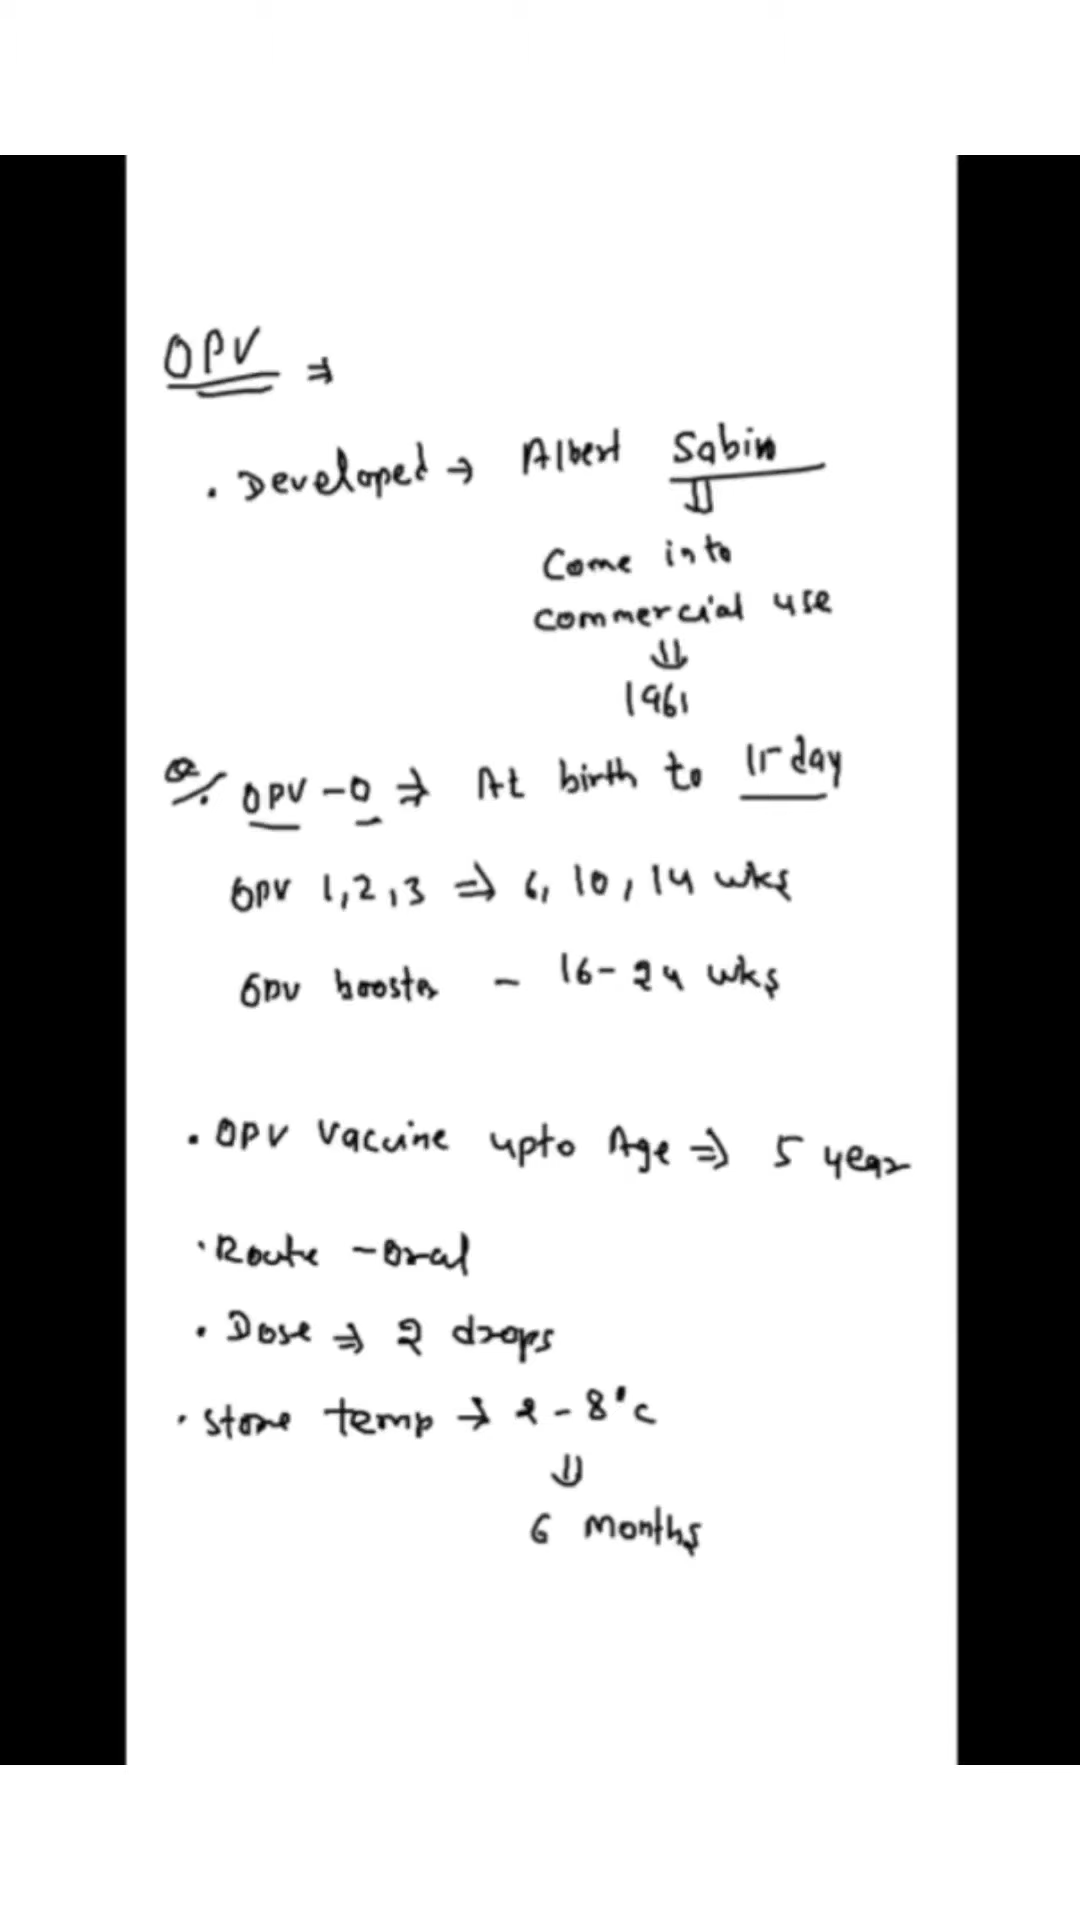 OPV ⇒
. Developed → Albert Sabin
⇓
Come into
commercial use
⇓
1961
OPV - 0 ⇒ At birth to 15 day
OPV 1,2,3 ⇒ 6, 10, 14 wks
OPV booster - 16-24 wks
. OPV Vaccine upto Age ⇒ 5 year
. Route - oral
. Dose ⇒ 2 drops
. store temp → 2-8°c
⇓
6 Months